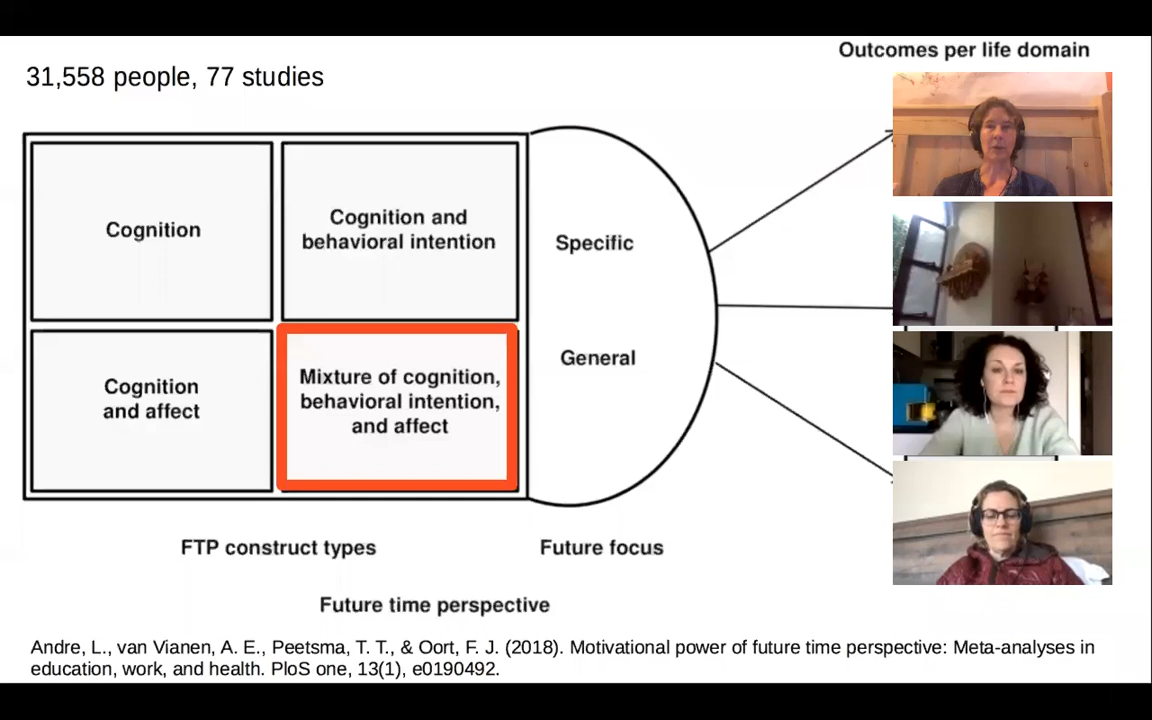 Outcomes per life domain
31,558 people, 77 studies
Cognition
Cognition and
behavioral intention
Specific
Cognition
and affect
Mixture of cognition,
behavioral intention,
and affect
General
FTP construct types
Future focus
Future time perspective
Andre, L., van Vianen, A. E., Peetsma, T. T., & Oort, F. J. (2018). Motivational power of future time perspective: Meta-analyses in
education, work, and health. PloS one, 13(1), e0190492.